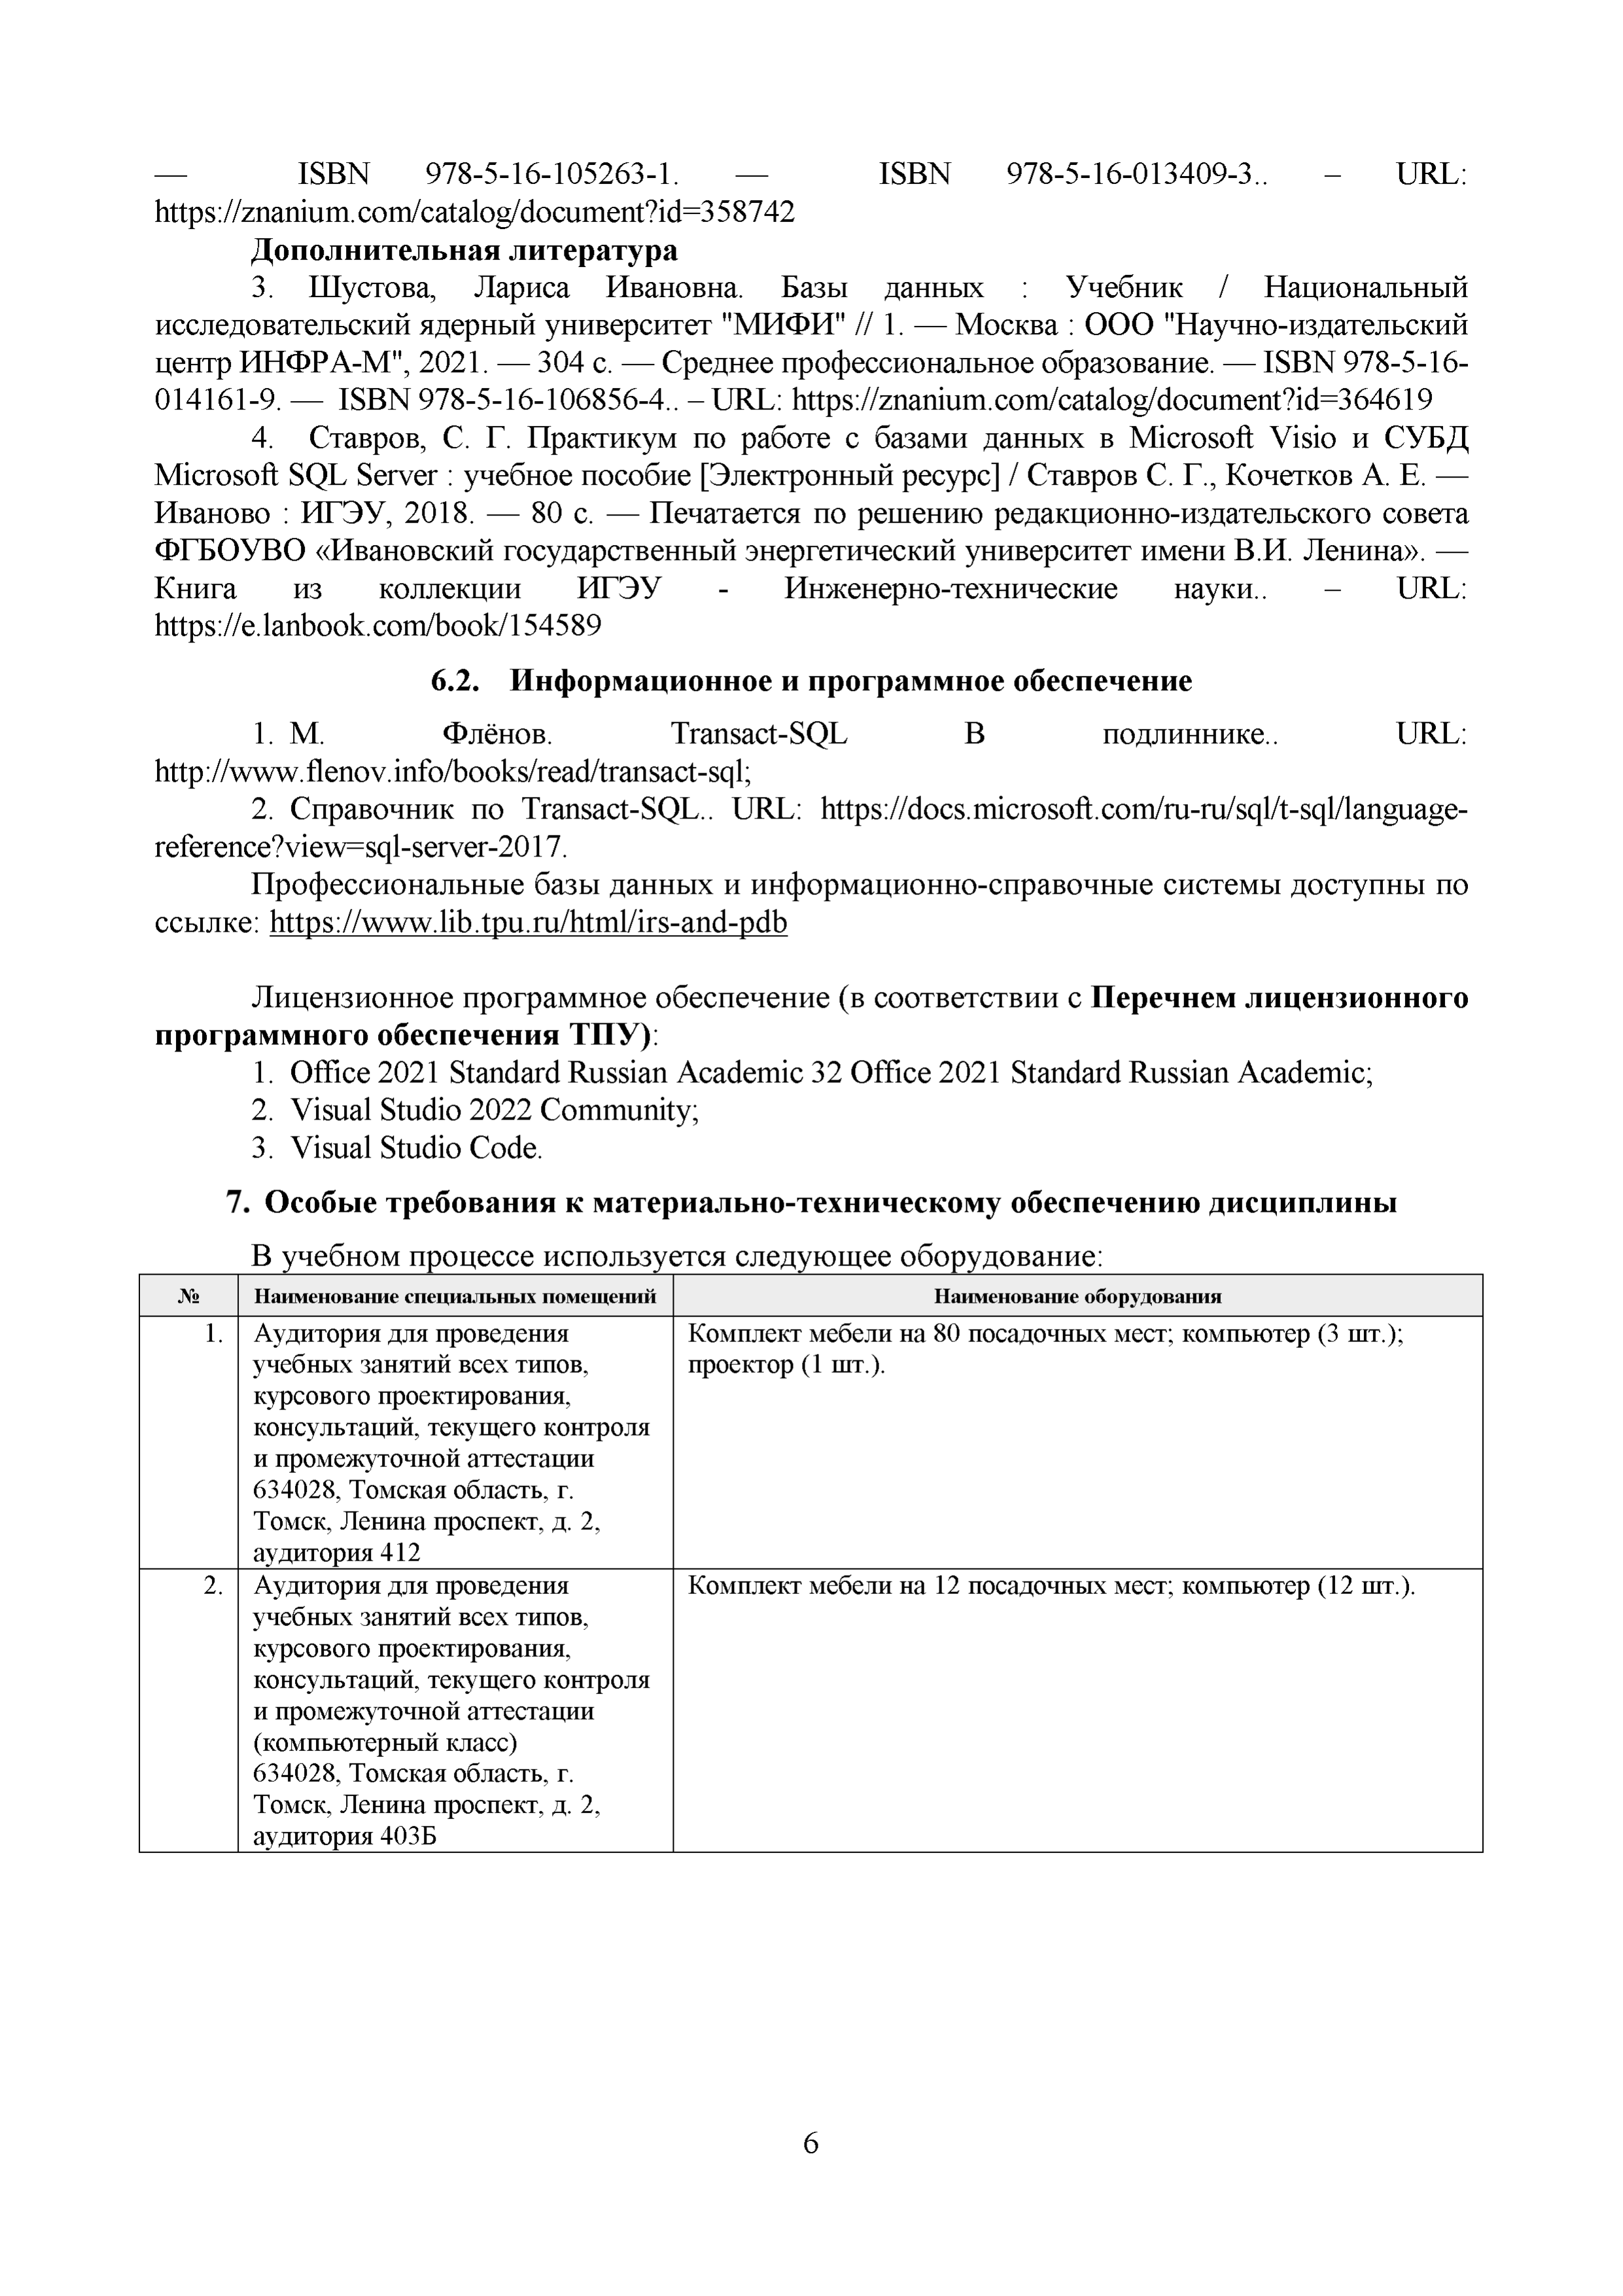 — ISBN 978-5-16-105263-1. — ISBN 978-5-16-013409-3.. – URL:
https://znanium.com/catalog/document?id=358742
Дополнительная литература
3. Шустова, Лариса Ивановна. Базы данных : Учебник / Национальный
исследовательский ядерный университет "МИФИ" // 1. — Москва : ООО "Научно-издательский
центр ИНФРА-М", 2021. — 304 с. — Среднее профессиональное образование. — ISBN 978-5-16-
014161-9. — ISBN 978-5-16-106856-4.. – URL: https://znanium.com/catalog/document?id=364619
4. Ставров, С. Г. Практикум по работе с базами данных в Microsoft Visio и СУБД
Microsoft SQL Server : учебное пособие [Электронный ресурс] / Ставров С. Г., Кочетков А. Е. —
Иваново : ИГЭУ, 2018. — 80 с. — Печатается по решению редакционно-издательского совета
ФГБОУВО «Ивановский государственный энергетический университет имени В.И. Ленина». —
Книга из коллекции ИГЭУ - Инженерно-технические науки.. – URL:
https://e.lanbook.com/book/154589
6.2. Информационное и программное обеспечение
1. М. Флёнов. Transact-SQL В подлиннике.. URL:
http://www.flenov.info/books/read/transact-sql;
2. Справочник по Transact-SQL.. URL: https://docs.microsoft.com/ru-ru/sql/t-sql/language-
reference?view=sql-server-2017.
Профессиональные базы данных и информационно-справочные системы доступны по
ссылке: https://www.lib.tpu.ru/html/irs-and-pdb
Лицензионное программное обеспечение (в соответствии с Перечнем лицензионного
программного обеспечения ТПУ):
1. Office 2021 Standard Russian Academic 32 Office 2021 Standard Russian Academic;
2. Visual Studio 2022 Community;
3. Visual Studio Code.
7. Особые требования к материально-техническому обеспечению дисциплины
В учебном процессе используется следующее оборудование:
№ Наименование специальных помещений Наименование оборудования
1. Аудитория для проведения Комплект мебели на 80 посадочных мест; компьютер (3 шт.);
учебных занятий всех типов, проектор (1 шт.).
курсового проектирования,
консультаций, текущего контроля
и промежуточной аттестации
634028, Томская область, г.
Томск, Ленина проспект, д. 2,
аудитория 412
2. Аудитория для проведения Комплект мебели на 12 посадочных мест; компьютер (12 шт.).
учебных занятий всех типов,
курсового проектирования,
консультаций, текущего контроля
и промежуточной аттестации
(компьютерный класс)
634028, Томская область, г.
Томск, Ленина проспект, д. 2,
аудитория 403Б
6